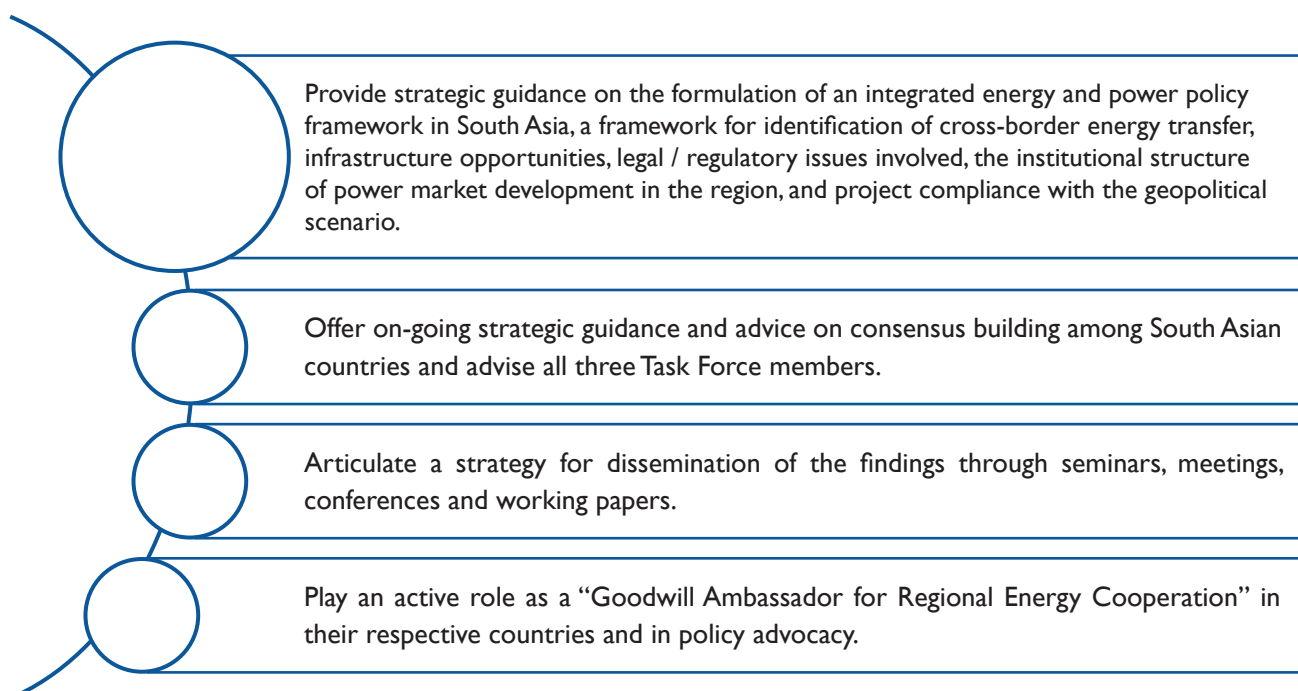 Provide strategic guidance on the formulation of an integrated energy and power policy
framework in South Asia, a framework for identification of cross-border energy transfer,
infrastructure opportunities, legal / regulatory issues involved, the institutional structure
of power market development in the region, and project compliance with the geopolitical
scenario.
Offer on-going strategic guidance and advice on consensus building among South Asian
countries and advise all three Task Force members.
Articulate a strategy for dissemination of the findings through seminars, meetings,
conferences and working papers.
Play an active role as a “Goodwill Ambassador for Regional Energy Cooperation” in
their respective countries and in policy advocacy.